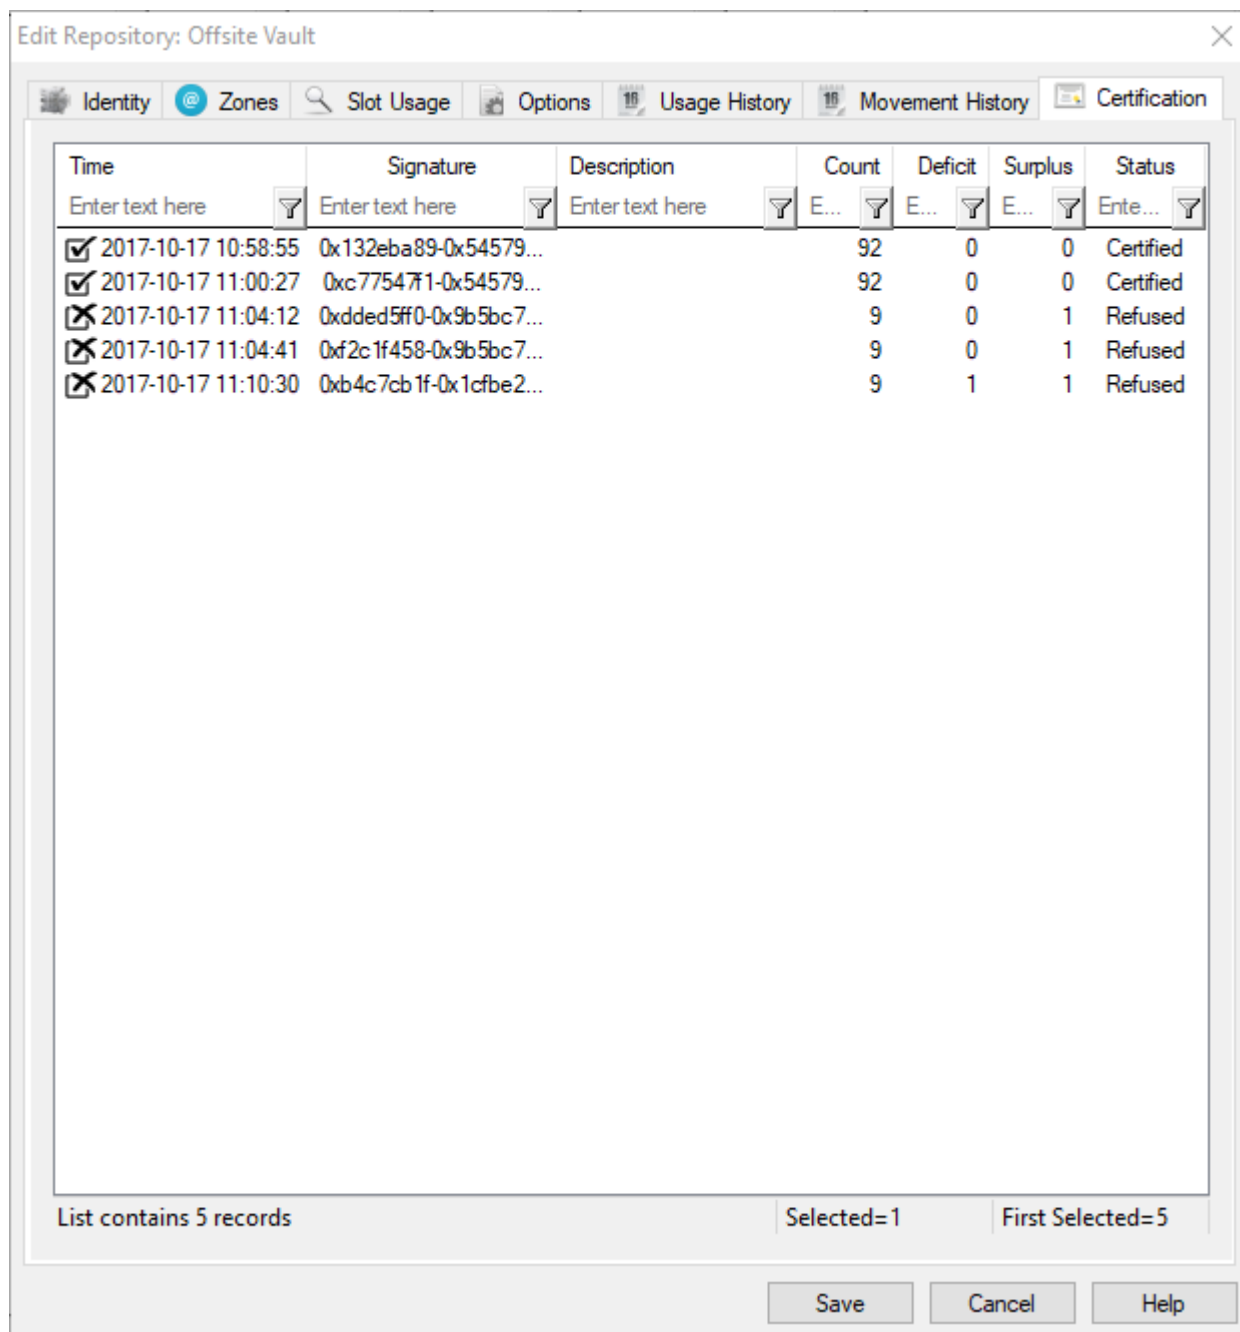 Edit Repository: Offsite Vault
Identity Zones Slot Usage Options Usage History Movement History Certification
Time Signature Description Count Deficit Surplus Status
Enter text here Enter text here Enter text here E... E... E... Ente...
2017-10-17 10:58:55 0x132eba89-0x54579... 92 0 0 Certified
2017-10-17 11:00:27 0xc77547f1-0x54579... 92 0 0 Certified
2017-10-17 11:04:12 0xdded5ff0-0x9b5bc7... 9 0 1 Refused
2017-10-17 11:04:41 0xf2c1f458-0x9b5bc7... 9 0 1 Refused
2017-10-17 11:10:30 0xb4c7cb1f-0x1cfbe2... 9 1 1 Refused
List contains 5 records Selected=1 First Selected=5
Save Cancel Help